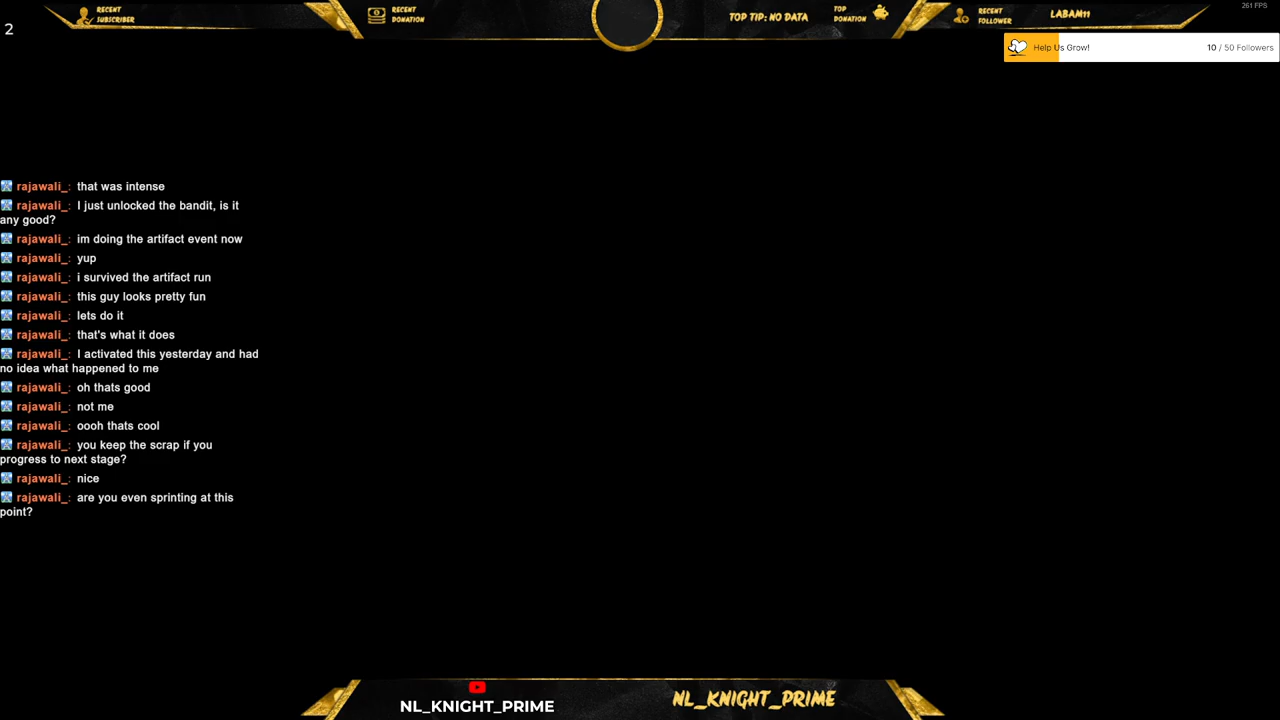 RECENT
SUBSCRIBER
RECENT
DONATION
TOP TIP: NO DATA
TOP
DONATION
RECENT
FOLLOWER
LABAM11
261 FPS
2
Help Us Grow!
10 / 50 Followers
rajawali_: that was intense
rajawali_: I just unlocked the bandit, is it
any good?
rajawali_: im doing the artifact event now
rajawali_: yup
rajawali_: i survived the artifact run
rajawali_: this guy looks pretty fun
rajawali_: lets do it
rajawali_: that's what it does
rajawali_: I activated this yesterday and had
no idea what happened to me
rajawali_: oh thats good
rajawali_: not me
rajawali_: oooh thats cool
rajawali_: you keep the scrap if you
progress to next stage?
rajawali_: nice
rajawali_: are you even sprinting at this
point?
NL_KNIGHT_PRIME
NL_KNIGHT_PRIME